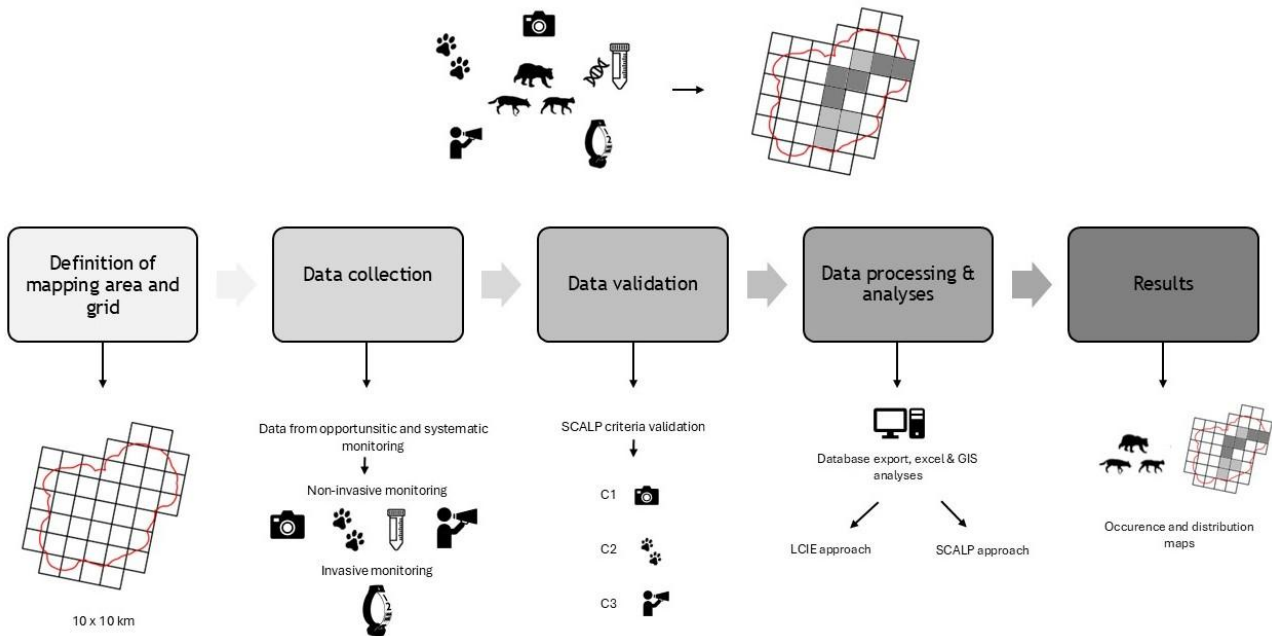 Definition of
mapping area and
grid
Data collection
Data validation
Data processing &
analyses
Results
10 x 10 km
Data from opportunsitic and systematic
monitoring
Non-invasive monitoring
Invasive monitoring
SCALP criteria validation
C1
C2
C3
Database export, excel & GIS
analyses
LCIE approach
SCALP approach
Occurence and distribution
maps